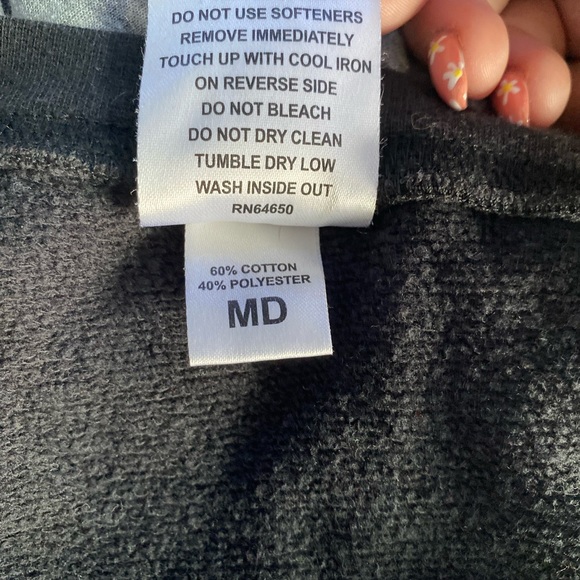 DO NOT USE SOFTENERS
REMOVE IMMEDIATELY
TOUCH UP WITH COOL IRON
ON REVERSE SIDE
DO NOT BLEACH
DO NOT DRY CLEAN
TUMBLE DRY LOW
WASH INSIDE OUT
RN64650
60% COTTON
40% POLYESTER
MD